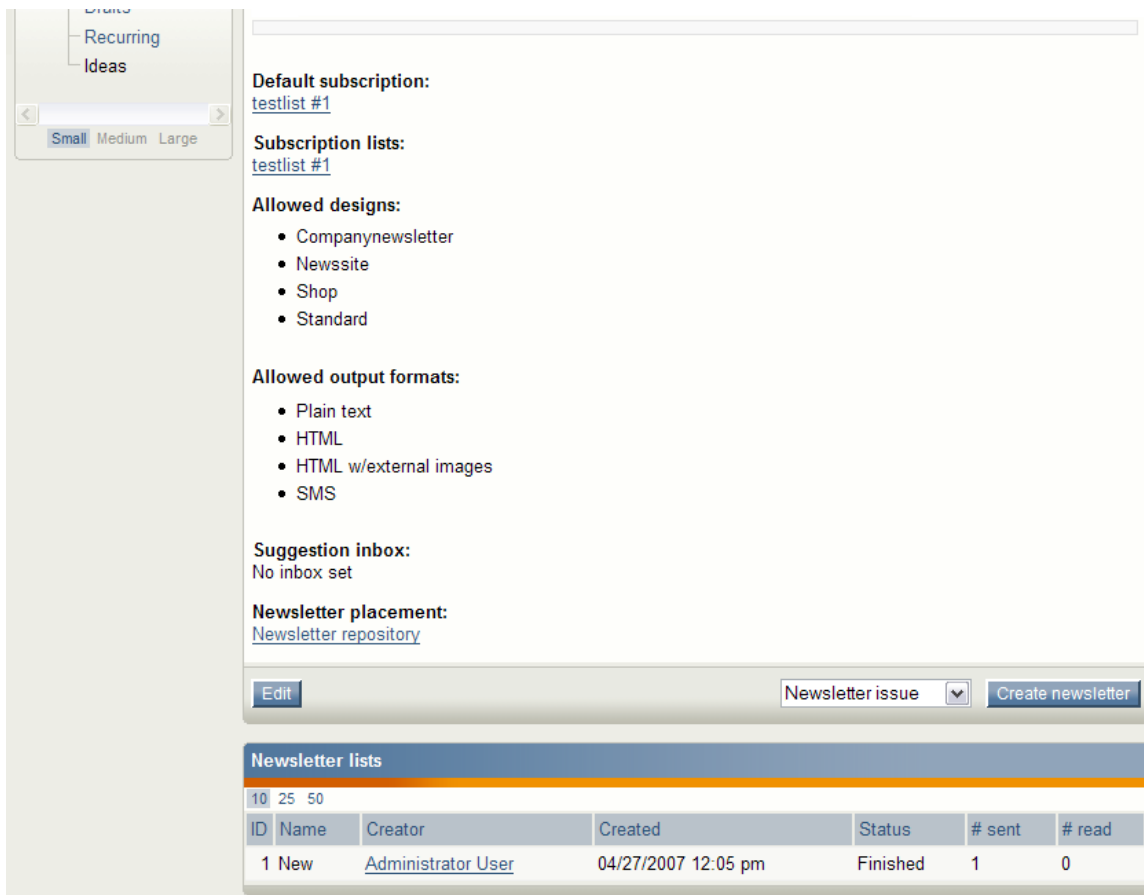 Drafts
Recurring
Ideas
Small Medium Large
Default subscription:
testlist #1
Subscription lists:
testlist #1
Allowed designs:
Companynewsletter
Newssite
Shop
Standard
Allowed output formats:
Plain text
HTML
HTML w/external images
SMS
Suggestion inbox:
No inbox set
Newsletter placement:
Newsletter repository
Edit Newsletter issue Create newsletter
Newsletter lists
10 25 50
ID Name Creator Created Status # sent # read
1 New Administrator User 04/27/2007 12:05 pm Finished 1 0